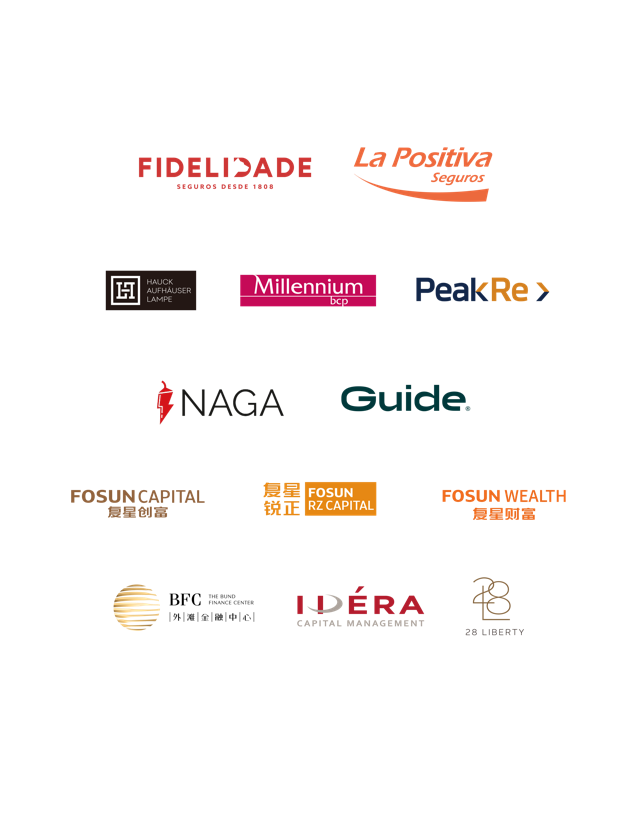 FIDELIDADE
SEGUROS DESDE 1808
La Positiva
Seguros
HAUCK
AUFHÄUSER
LAMPE
Millennium
bcp
PeakRe
NAGA
Guide®
FOSUN CAPITAL
复星创富
复星
锐正
FOSUN
RZ CAPITAL
FOSUN WEALTH
复星财富
BFC
THE BUND
FINANCE CENTER
外|滩|金|融|中|心
IDÉRA
CAPITAL MANAGEMENT
28 LIBERTY